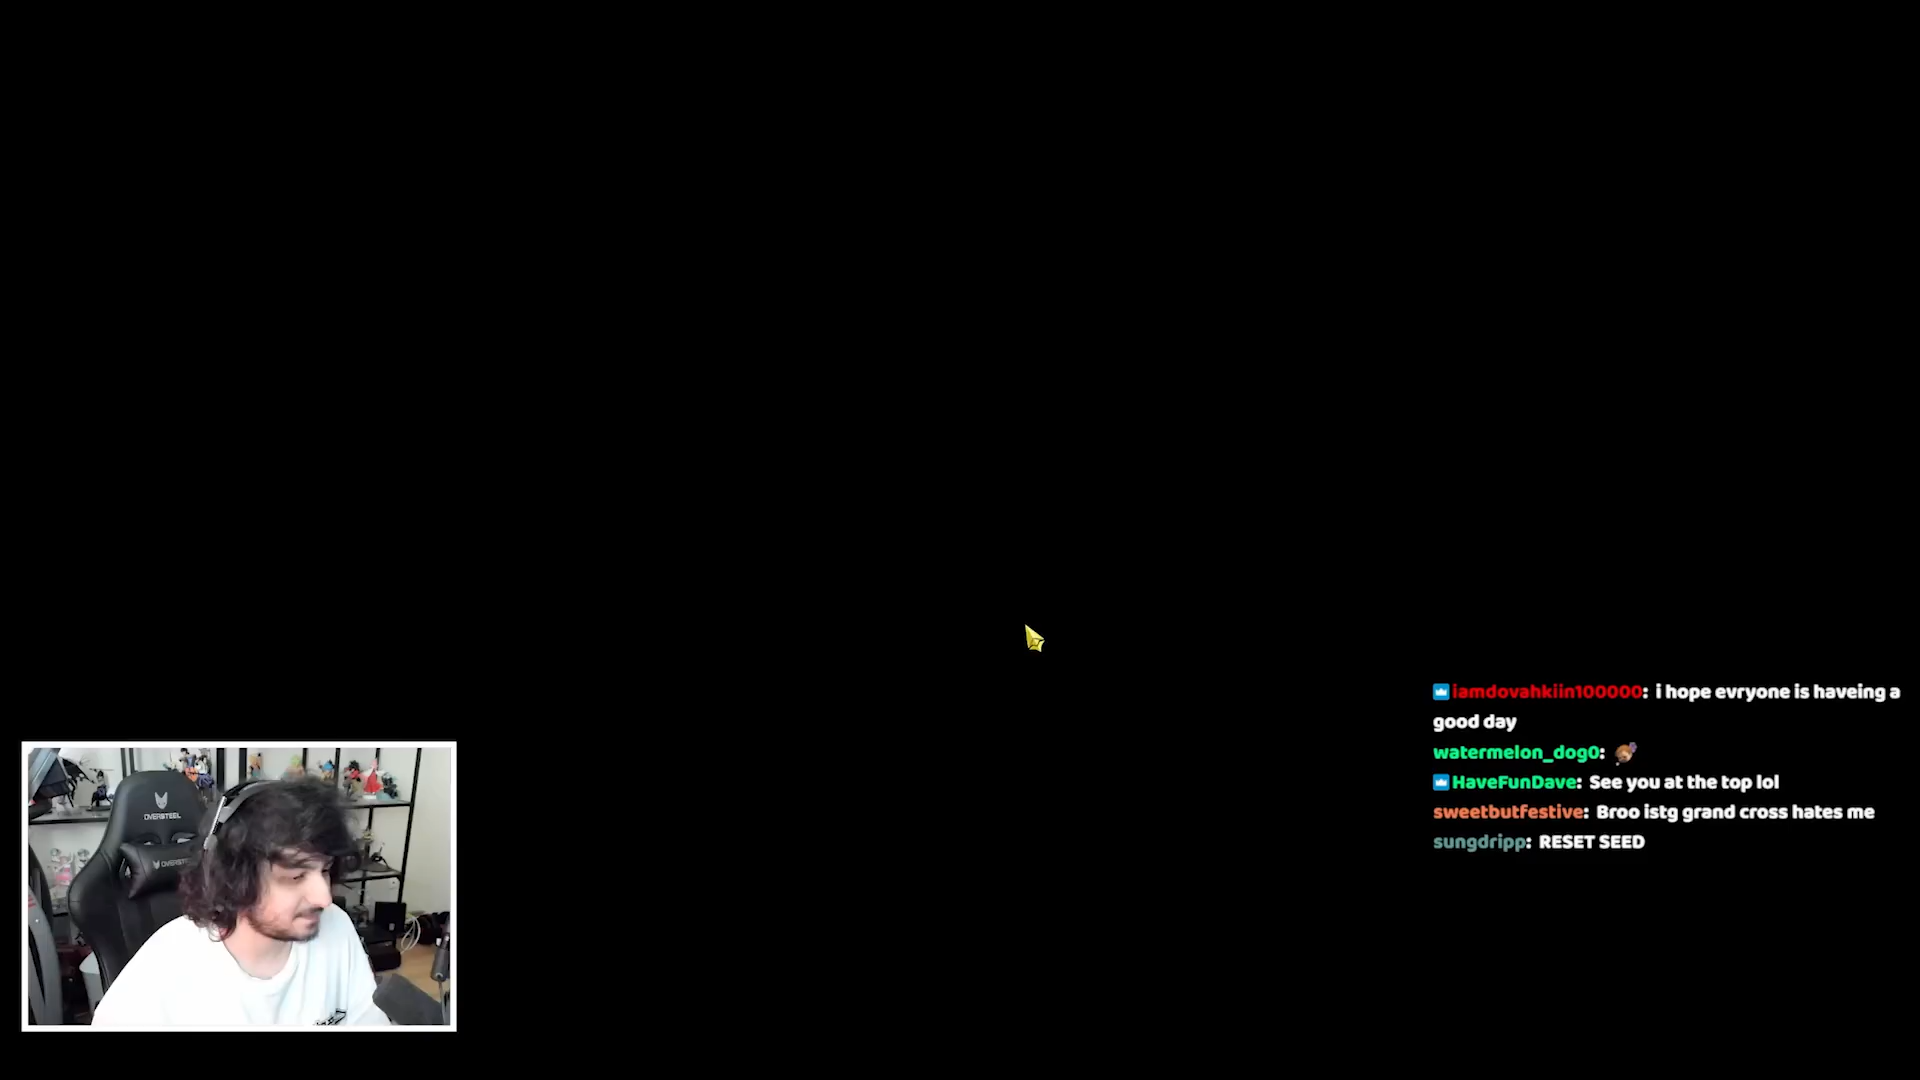 iamdovahkiin100000: i hope evryone is haveing a
good day
watermelon_dog0:
HaveFunDave: See you at the top lol
sweetbutfestive: Broo istg grand cross hates me
sungdripp: RESET SEED
OVERSTEEL